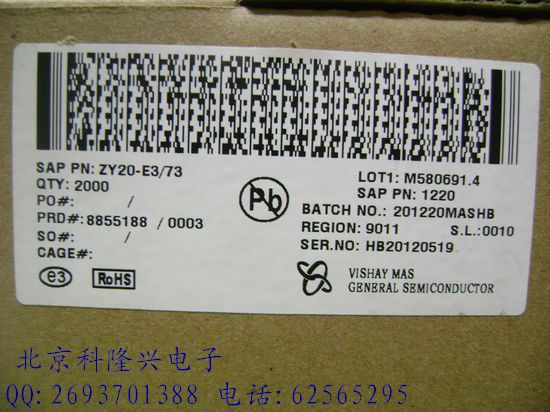 SAP PN: ZY20-E3/73
QTY: 2000
PO#: /
PRD#: 8855188 / 0003
SO#: /
CAGE#:
e3 RoHS
Pb
LOT1: M580691.4
SAP PN: 1220
BATCH NO.: 201220MASHB
REGION: 9011 S.L.: 0010
SER.NO: HB20120519
VISHAY MAS
GENERAL SEMICONDUCTOR
北京科隆兴电子
QQ: 2693701388 电话: 62565295